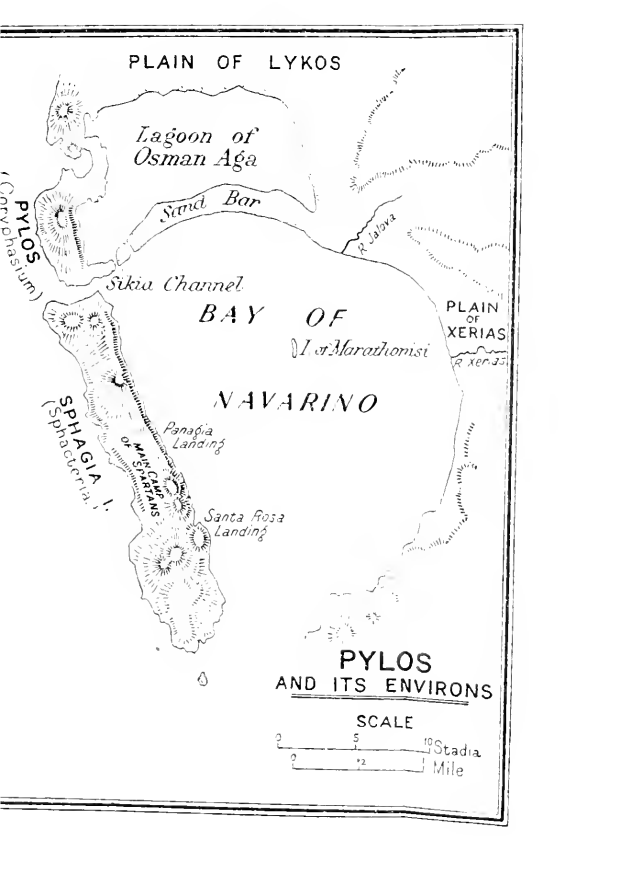 PLAIN OF LYKOS
Lagoon of
Osman Aga
Sand Bar
R. Jalova
PYLOS
(Coryphasium)
Sikia Channel
BAY OF
NAVARINO
I. of Marathonisi
PLAIN
OF
XERIAS
R. Xerias
SPHAGIA I.
(Sphacteria.)
Panagia
Landing
MAIN CAMP
OF SPARTANS
Santa Rosa
Landing
PYLOS
AND ITS ENVIRONS
SCALE
0 5 10 Stadia
0 ½ 1 Mile